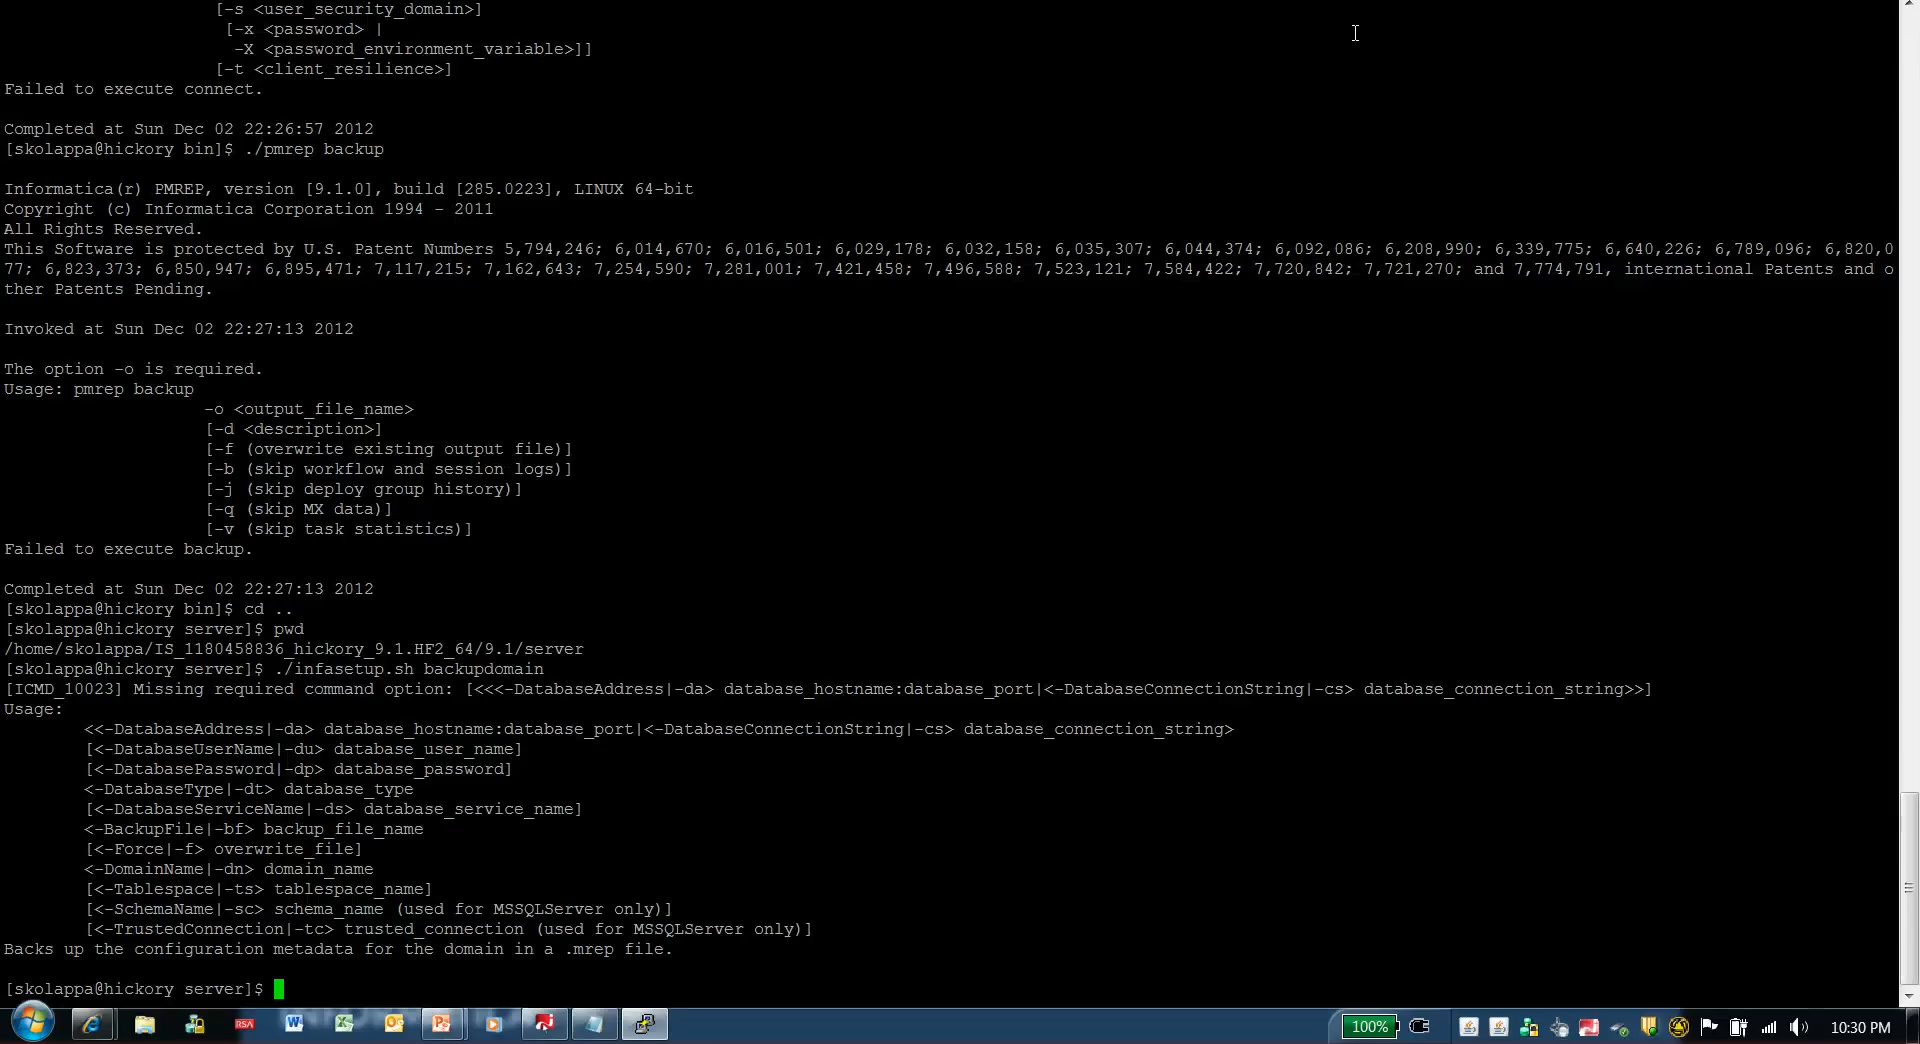 [-s <user_security_domain>]
[-x <password> |
-X <password_environment_variable>]]
[-t <client_resilience>]
Failed to execute connect.
Completed at Sun Dec 02 22:26:57 2012
[skolappa@hickory bin]$ ./pmrep backup
Informatica(r) PMREP, version [9.1.0], build [285.0223], LINUX 64-bit
Copyright (c) Informatica Corporation 1994 - 2011
All Rights Reserved.
This Software is protected by U.S. Patent Numbers 5,794,246; 6,014,670; 6,016,501; 6,029,178; 6,032,158; 6,035,307; 6,044,374; 6,092,086; 6,208,990; 6,339,775; 6,640,226; 6,789,096; 6,820,0
77; 6,823,373; 6,850,947; 6,895,471; 7,117,215; 7,162,643; 7,254,590; 7,281,001; 7,421,458; 7,496,588; 7,523,121; 7,584,422; 7,720,842; 7,721,270; and 7,774,791, international Patents and o
ther Patents Pending.
Invoked at Sun Dec 02 22:27:13 2012
The option -o is required.
Usage: pmrep backup
-o <output_file_name>
[-d <description>]
[-f (overwrite existing output file)]
[-b (skip workflow and session logs)]
[-j (skip deploy group history)]
[-q (skip MX data)]
[-v (skip task statistics)]
Failed to execute backup.
Completed at Sun Dec 02 22:27:13 2012
[skolappa@hickory bin]$ cd ..
[skolappa@hickory server]$ pwd
/home/skolappa/IS_1180458836_hickory_9.1.HF2_64/9.1/server
[skolappa@hickory server]$ ./infasetup.sh backupdomain
[ICMD_10023] Missing required command option: [<<<-DatabaseAddress|-da> database_hostname:database_port|<-DatabaseConnectionString|-cs> database_connection_string>>]
Usage:
<<-DatabaseAddress|-da> database_hostname:database_port|<-DatabaseConnectionString|-cs> database_connection_string>
[<-DatabaseUserName|-du> database_user_name]
[<-DatabasePassword|-dp> database_password]
<-DatabaseType|-dt> database_type
[<-DatabaseServiceName|-ds> database_service_name]
<-BackupFile|-bf> backup_file_name
[<-Force|-f> overwrite_file]
<-DomainName|-dn> domain_name
[<-Tablespace|-ts> tablespace_name]
[<-SchemaName|-sc> schema_name (used for MSSQLServer only)]
[<-TrustedConnection|-tc> trusted_connection (used for MSSQLServer only)]
Backs up the configuration metadata for the domain in a .mrep file.
[skolappa@hickory server]$
RSA
100%
10:30 PM